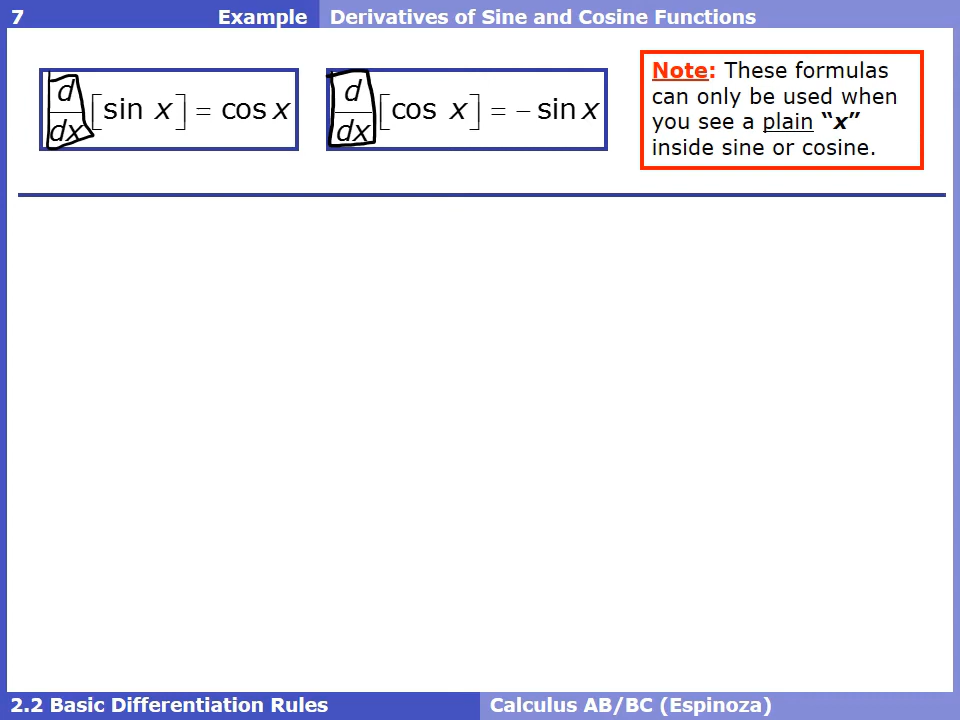 7 Example Derivatives of Sine and Cosine Functions
d/dx [sin x] = cos x
d/dx [cos x] = − sin x
Note: These formulas
can only be used when
you see a plain “x”
inside sine or cosine.
2.2 Basic Differentiation Rules Calculus AB/BC (Espinoza)